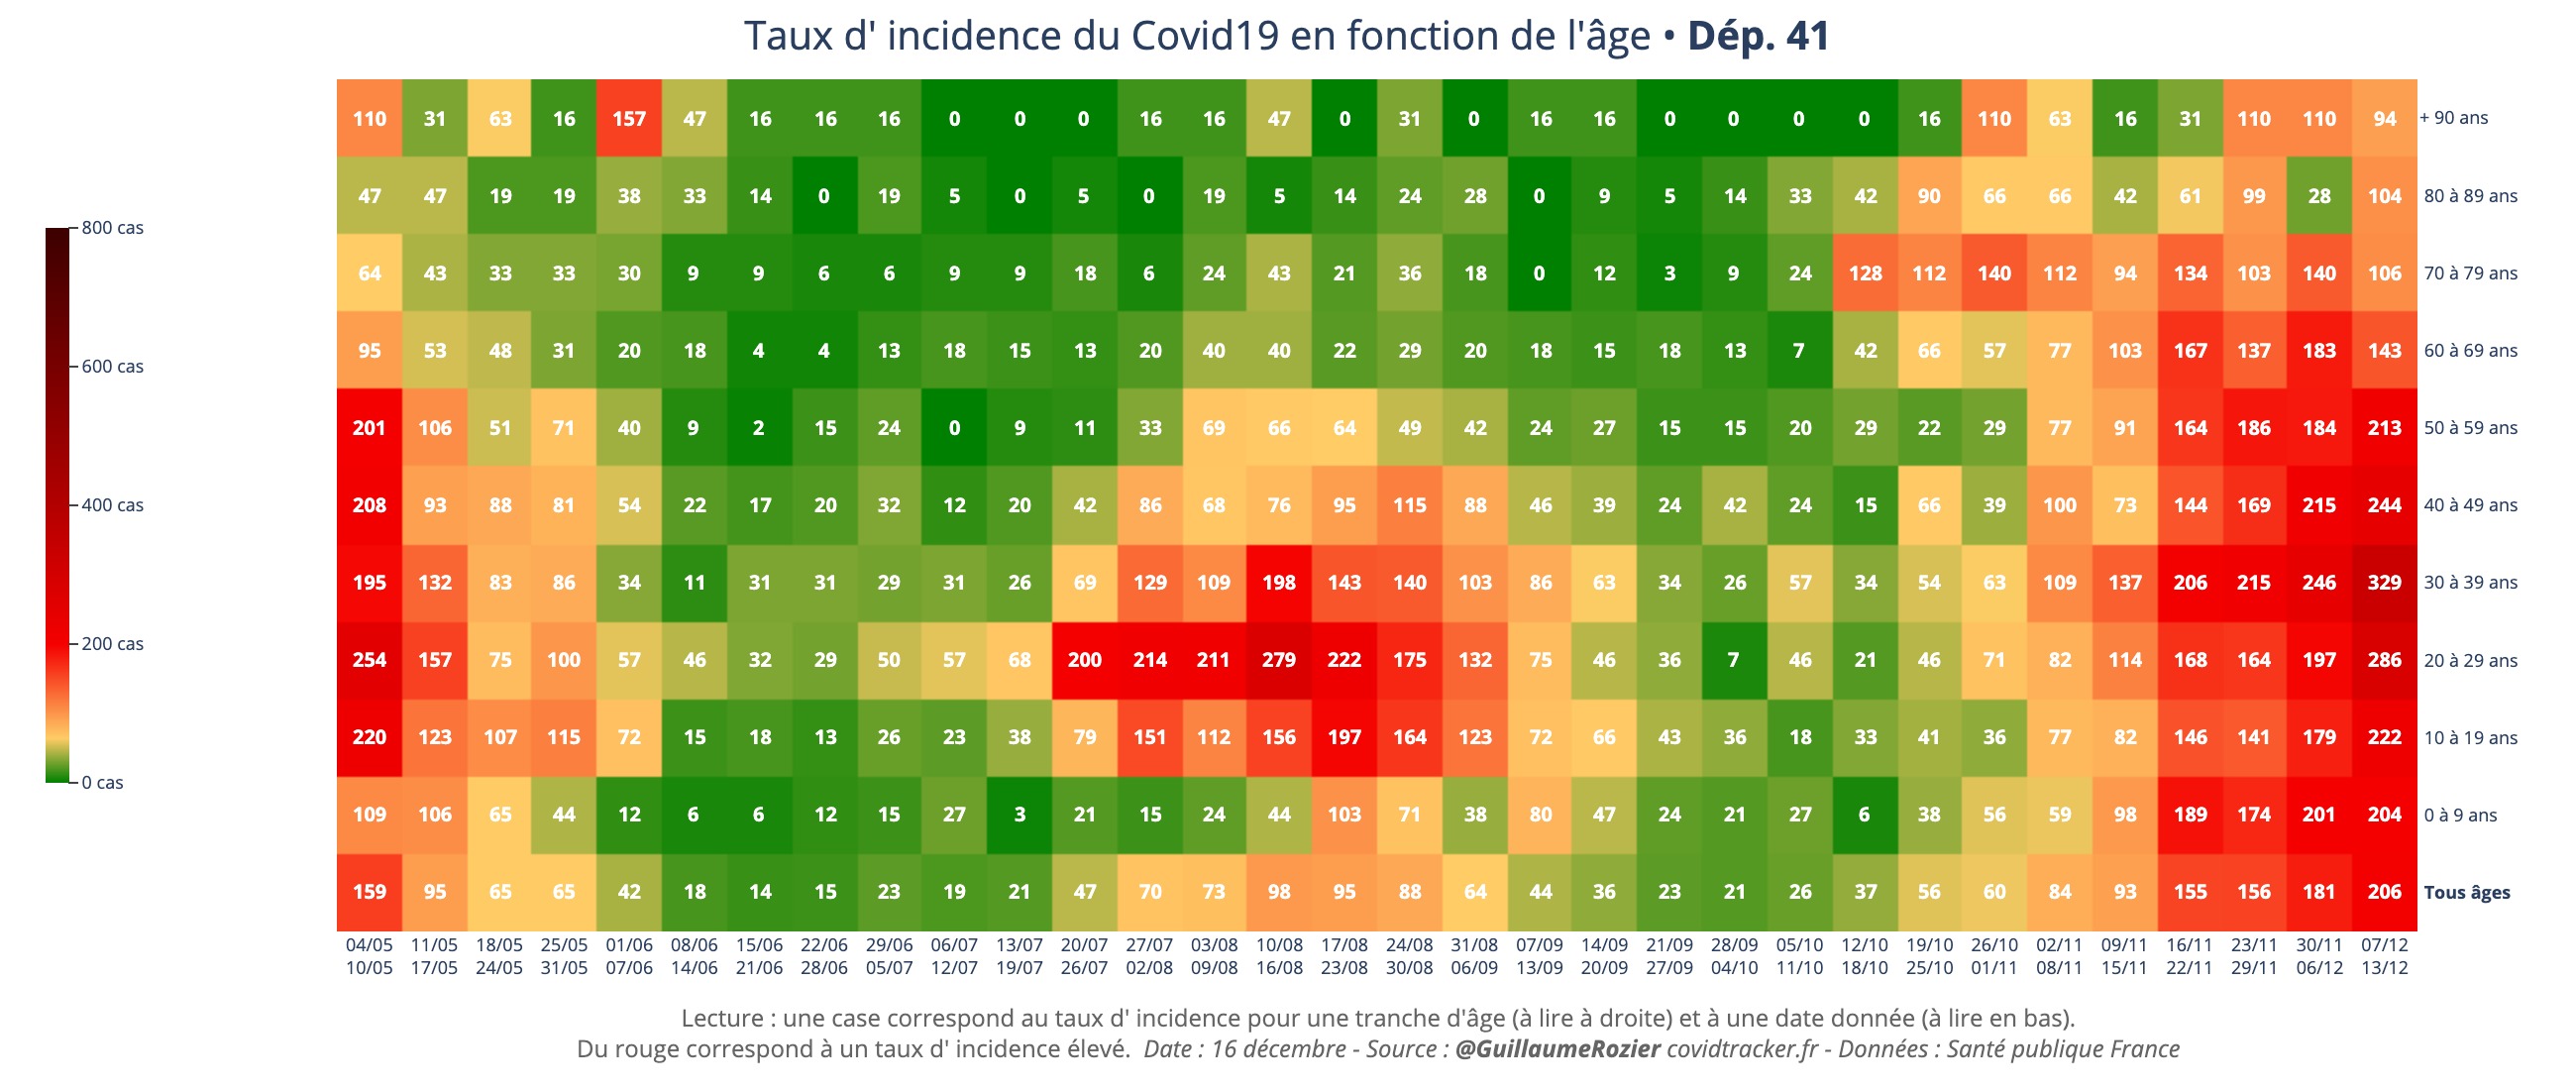 Taux d' incidence du Covid19 en fonction de l'âge • Dép. 41
110 31 63 16 157 47 16 16 16 0 0 0 16 16 47 0 31 0 16 16 0 0 0 0 16 110 63 16 31 110 110 94 + 90 ans
47 47 19 19 38 33 14 0 19 5 0 5 0 19 5 14 24 28 0 9 5 14 33 42 90 66 66 42 61 99 28 104 80 à 89 ans
800 cas
64 43 33 33 30 9 9 6 6 9 9 18 6 24 43 21 36 18 0 12 3 9 24 128 112 140 112 94 134 103 140 106 70 à 79 ans
95 53 48 31 20 18 4 4 13 18 15 13 20 40 40 22 29 20 18 15 18 13 7 42 66 57 77 103 167 137 183 143 60 à 69 ans
600 cas
201 106 51 71 40 9 2 15 24 0 9 11 33 69 66 64 49 42 24 27 15 15 20 29 22 29 77 91 164 186 184 213 50 à 59 ans
400 cas
208 93 88 81 54 22 17 20 32 12 20 42 86 68 76 95 115 88 46 39 24 42 24 15 66 39 100 73 144 169 215 244 40 à 49 ans
195 132 83 86 34 11 31 31 29 31 26 69 129 109 198 143 140 103 86 63 34 26 57 34 54 63 109 137 206 215 246 329 30 à 39 ans
200 cas
254 157 75 100 57 46 32 29 50 57 68 200 214 211 279 222 175 132 75 46 36 7 46 21 46 71 82 114 168 164 197 286 20 à 29 ans
220 123 107 115 72 15 18 13 26 23 38 79 151 112 156 197 164 123 72 66 43 36 18 33 41 36 77 82 146 141 179 222 10 à 19 ans
0 cas
109 106 65 44 12 6 6 12 15 27 3 21 15 24 44 103 71 38 80 47 24 21 27 6 38 56 59 98 189 174 201 204 0 à 9 ans
159 95 65 65 42 18 14 15 23 19 21 47 70 73 98 95 88 64 44 36 23 21 26 37 56 60 84 93 155 156 181 206 Tous âges
04/05 11/05 18/05 25/05 01/06 08/06 15/06 22/06 29/06 06/07 13/07 20/07 27/07 03/08 10/08 17/08 24/08 31/08 07/09 14/09 21/09 28/09 05/10 12/10 19/10 26/10 02/11 09/11 16/11 23/11 30/11 07/12
10/05 17/05 24/05 31/05 07/06 14/06 21/06 28/06 05/07 12/07 19/07 26/07 02/08 09/08 16/08 23/08 30/08 06/09 13/09 20/09 27/09 04/10 11/10 18/10 25/10 01/11 08/11 15/11 22/11 29/11 06/12 13/12
Lecture : une case correspond au taux d' incidence pour une tranche d'âge (à lire à droite) et à une date donnée (à lire en bas).
Du rouge correspond à un taux d' incidence élevé. Date : 16 décembre - Source : @GuillaumeRozier covidtracker.fr - Données : Santé publique France